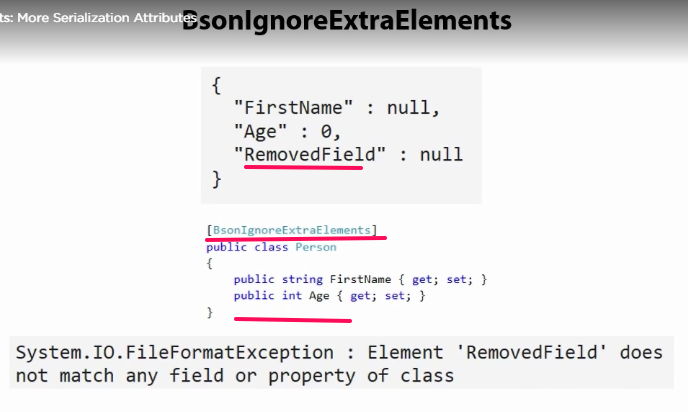 ts: More Serialization Attributes
BsonIgnoreExtraElements
{
"FirstName" : null,
"Age" : 0,
"RemovedField" : null
}
[BsonIgnoreExtraElements]
public class Person
{
public string FirstName { get; set; }
public int Age { get; set; }
}
System.IO.FileFormatException : Element 'RemovedField' does
not match any field or property of class